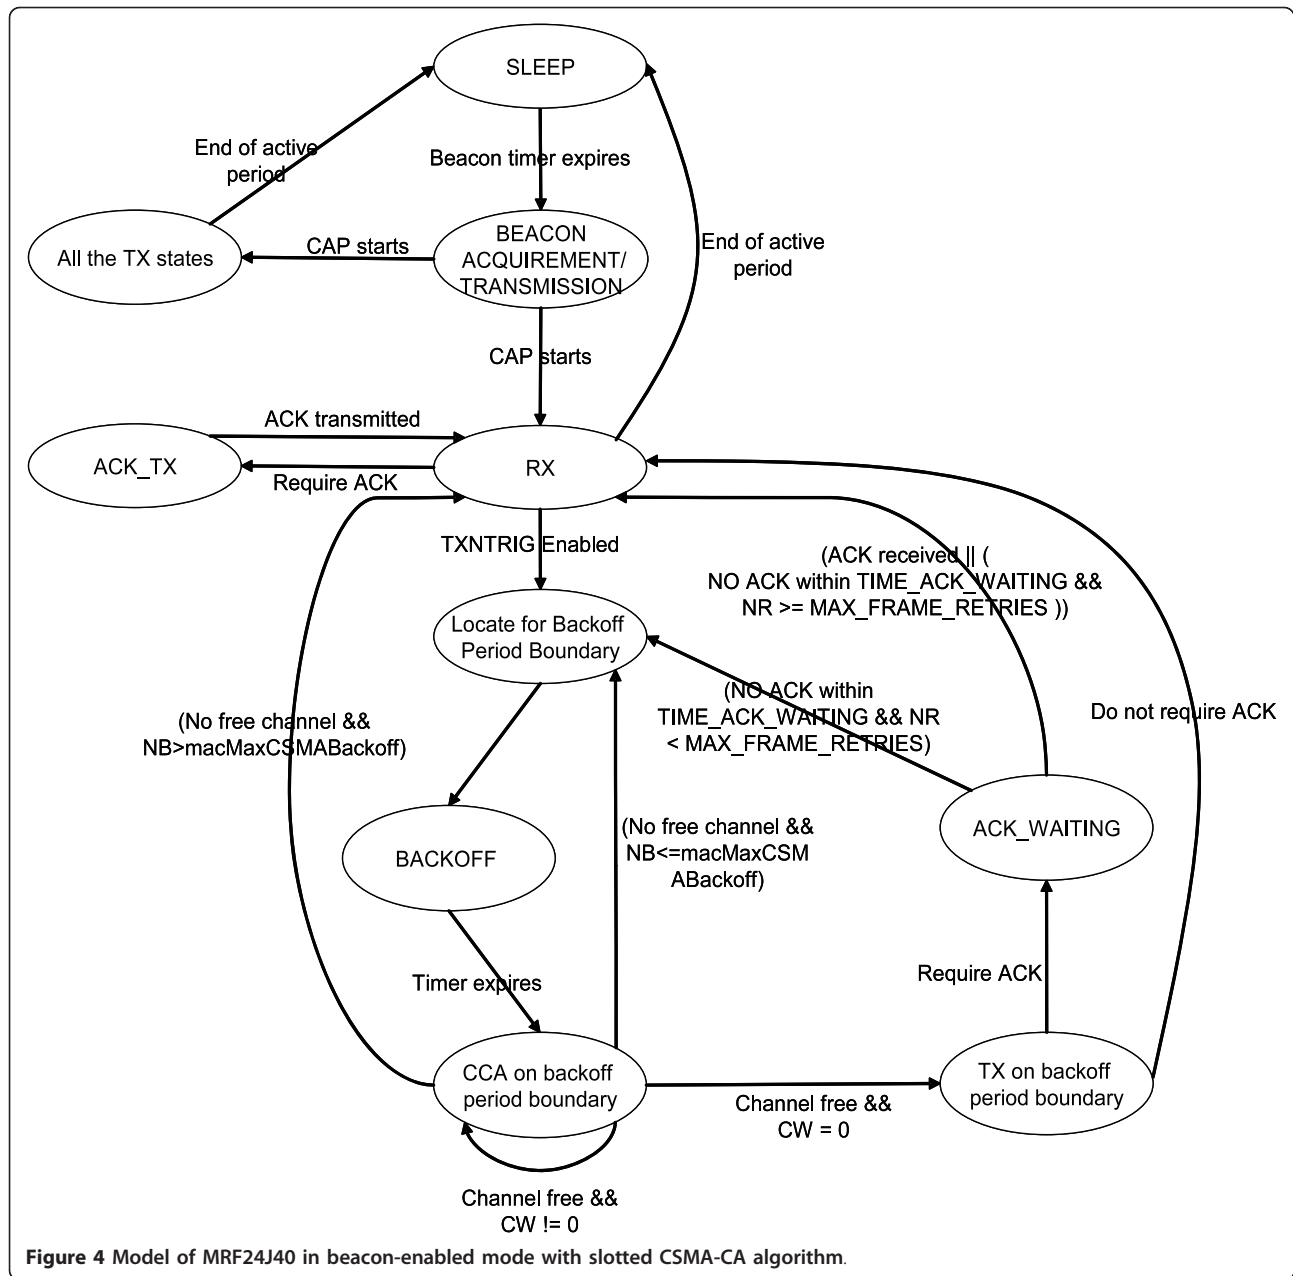 SLEEP
End of active
period
Beacon timer expires
BEACON
ACQUIREMENT/
TRANSMISSION
All the TX states
CAP starts
End of active
period
CAP starts
ACK transmitted
ACK_TX
RX
Require ACK
TXNTRIG Enabled
(ACK received || (
NO ACK within TIME_ACK_WAITING &&
NR >= MAX_FRAME_RETRIES ))
Locate for Backoff
Period Boundary
(NO ACK within
TIME_ACK_WAITING && NR
< MAX_FRAME_RETRIES)
Do not require ACK
(No free channel &&
NB>macMaxCSMABackoff)
(No free channel &&
NB<=macMaxCSM
ABackoff)
ACK_WAITING
BACKOFF
Timer expires
Require ACK
CCA on backoff
period boundary
TX on backoff
period boundary
Channel free &&
CW = 0
Channel free &&
CW != 0
Figure 4 Model of MRF24J40 in beacon-enabled mode with slotted CSMA-CA algorithm.